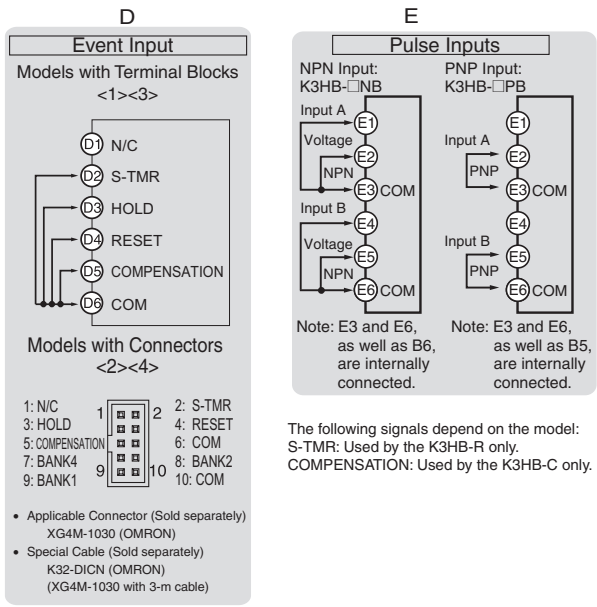 D
Event Input
Models with Terminal Blocks
<1><3>
D1 N/C
D2 S-TMR
D3 HOLD
D4 RESET
D5 COMPENSATION
D6 COM
Models with Connectors
<2><4>
1: N/C
3: HOLD
5: COMPENSATION
7: BANK4
9: BANK1
1 2
9 10
2: S-TMR
4: RESET
6: COM
8: BANK2
10: COM
• Applicable Connector (Sold separately)
XG4M-1030 (OMRON)
• Special Cable (Sold separately)
K32-DICN (OMRON)
(XG4M-1030 with 3-m cable)
E
Pulse Inputs
NPN Input:
K3HB-□NB
Input A
E1
Voltage
E2
NPN
E3 COM
Input B
E4
Voltage
E5
NPN
E6 COM
Note: E3 and E6,
as well as B6,
are internally
connected.
PNP Input:
K3HB-□PB
E1
Input A
E2
PNP
E3 COM
E4
Input B
E5
PNP
E6 COM
Note: E3 and E6,
as well as B5,
are internally
connected.
The following signals depend on the model:
S-TMR: Used by the K3HB-R only.
COMPENSATION: Used by the K3HB-C only.